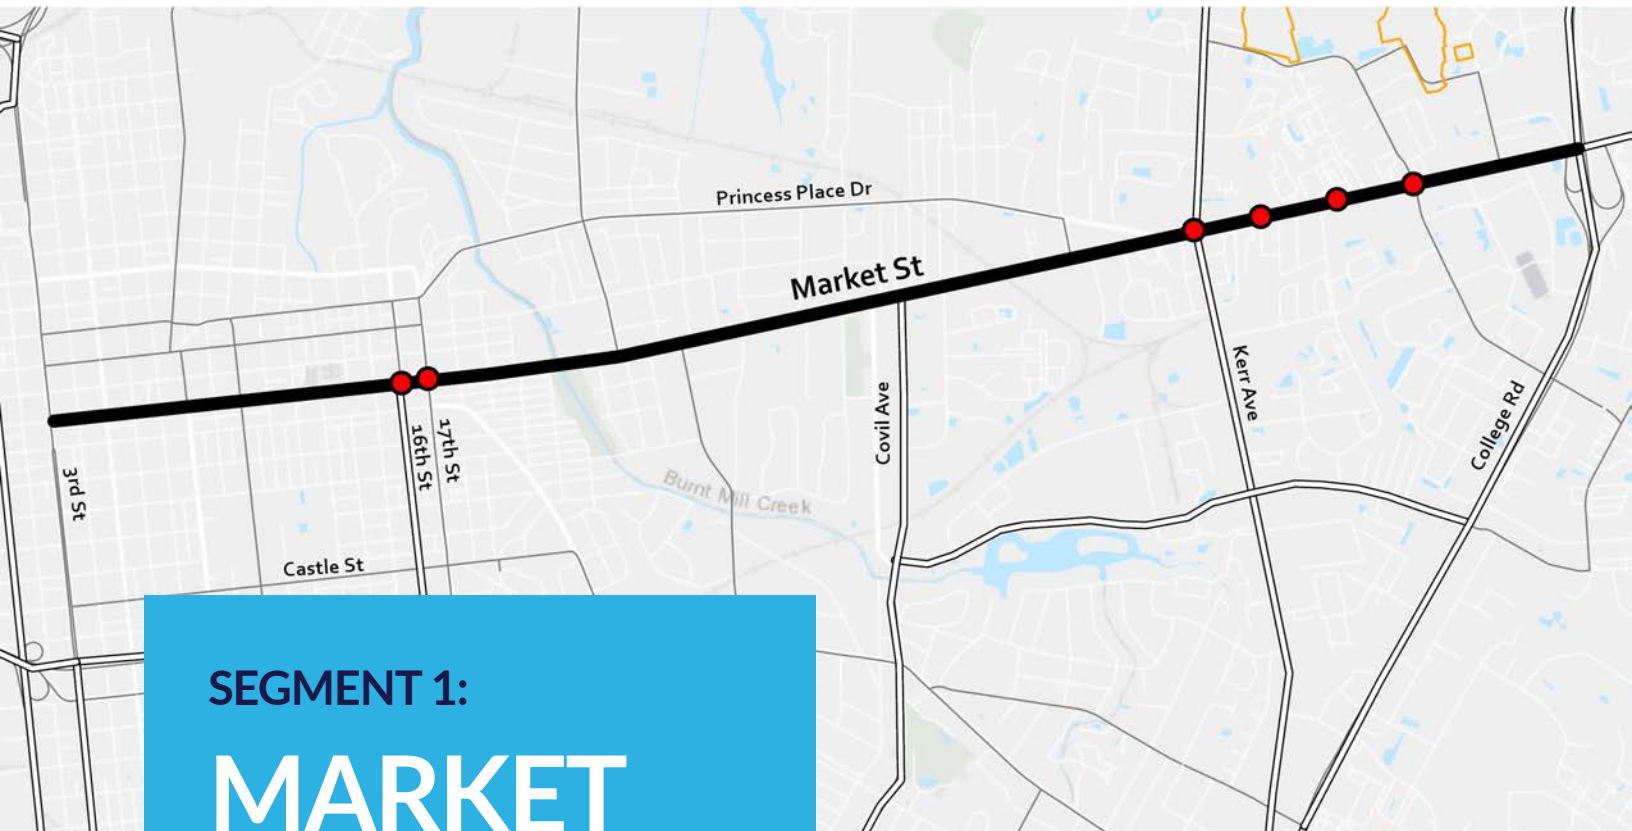 Princess Place Dr
Market St
Kerr Ave
College Rd
Covil Ave
16th St
17th St
3rd St
Burnt Mill Creek
Castle St
SEGMENT 1:
MARKET